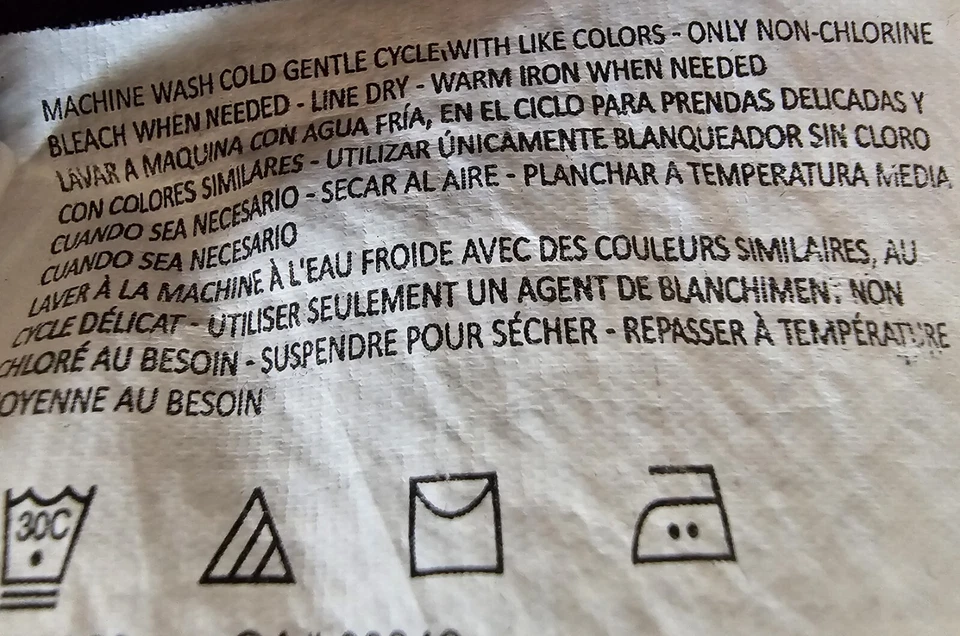 MACHINE WASH COLD GENTLE CYCLE, WITH LIKE COLORS - ONLY NON-CHLORINE
BLEACH WHEN NEEDED - LINE DRY - WARM IRON WHEN NEEDED
LAVAR A MAQUINA CON AGUA FRÍA, EN EL CICLO PARA PRENDAS DELICADAS Y
CON COLORES SIMILARES - UTILIZAR ÚNICAMENTE BLANQUEADOR SIN CLORO
CUANDO SEA NECESARIO - SECAR AL AIRE - PLANCHAR A TEMPERATURA MEDIA
CUANDO SEA NECESARIO
LAVER À LA MACHINE À L'EAU FROIDE AVEC DES COULEURS SIMILAIRES, AU
CYCLE DÉLICAT - UTILISER SEULEMENT UN AGENT DE BLANCHIMENT NON
CHLORÉ AU BESOIN - SUSPENDRE POUR SÉCHER - REPASSER À TEMPÉRATURE
OYENNE AU BESOIN
30C